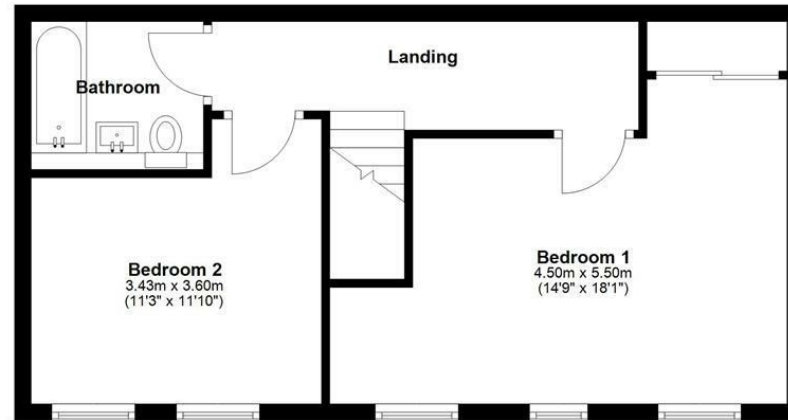 Landing
Bathroom
Bedroom 2
3.43m x 3.60m
(11'3" x 11'10")
Bedroom 1
4.50m x 5.50m
(14'9" x 18'1")